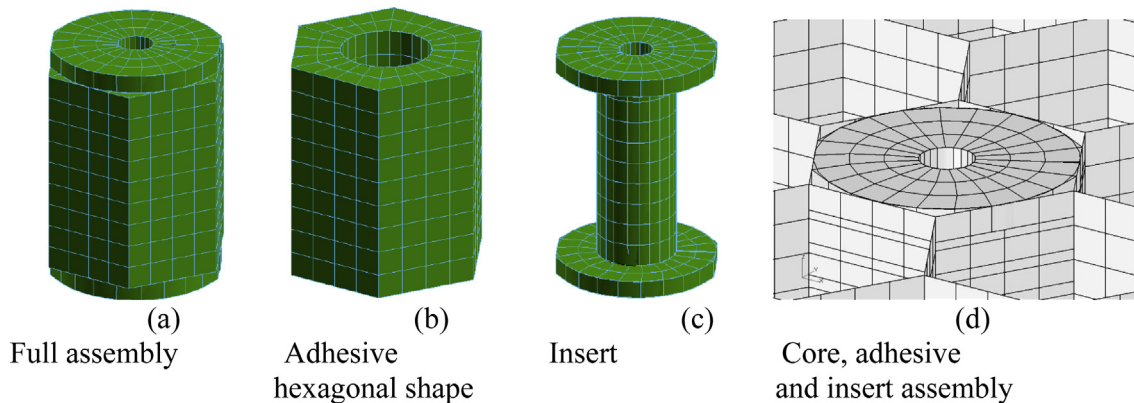 (a)
(b)
(c)
(d)
Full assembly
Adhesive
hexagonal shape
Insert
Core, adhesive
and insert assembly